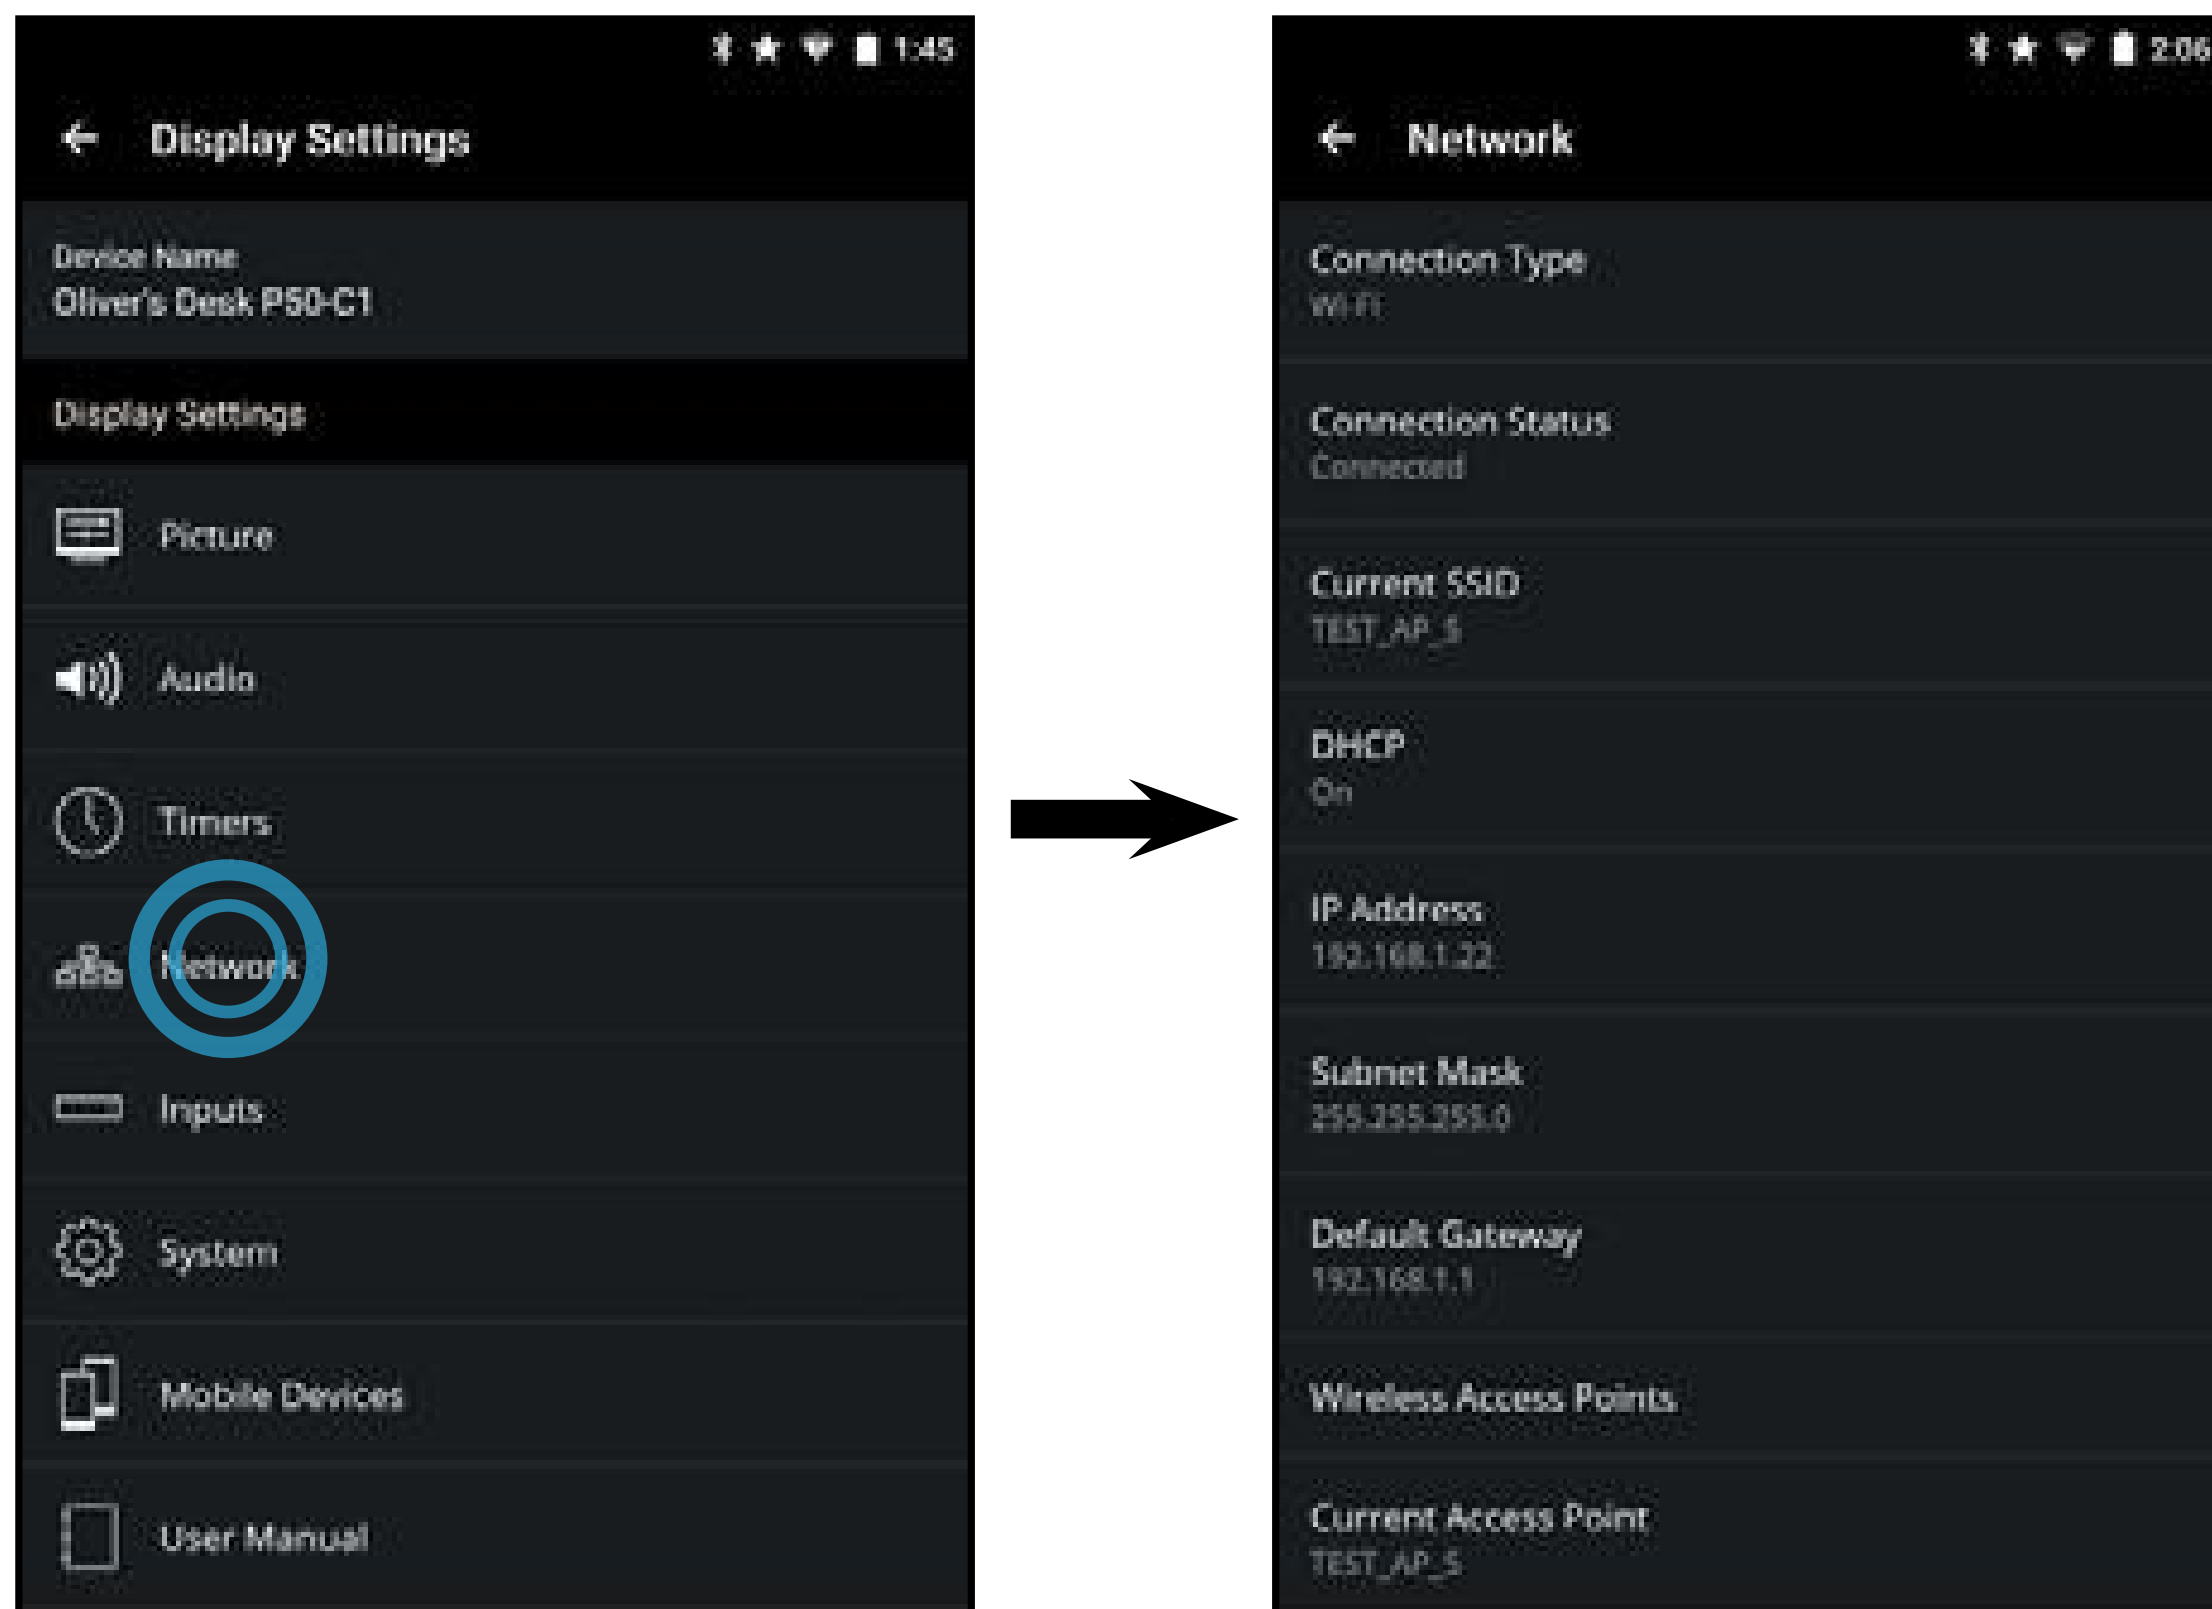 1:45
Display Settings
Device Name
Oliver's Desk P50-C1
Display Settings
Picture
Audio
Timers
Network
Inputs
System
Mobile Devices
User Manual
2:06
Network
Connection Type
Wi-Fi
Connection Status
Connected
Current SSID
TEST_AP_5
DHCP
On
IP Address
192.168.1.22
Subnet Mask
255.255.255.0
Default Gateway
192.168.1.1
Wireless Access Points
Current Access Point
TEST_AP_5